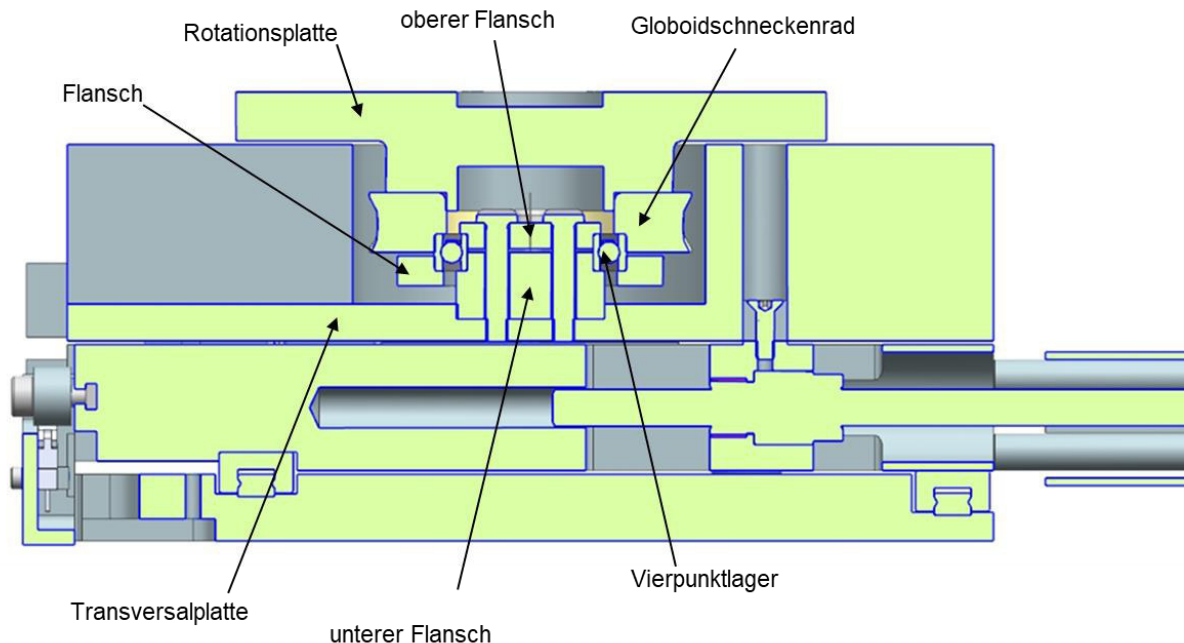 oberer Flansch
Rotationsplatte
Globoidschneckenrad
Flansch
Vierpunktlager
Transversalplatte
unterer Flansch